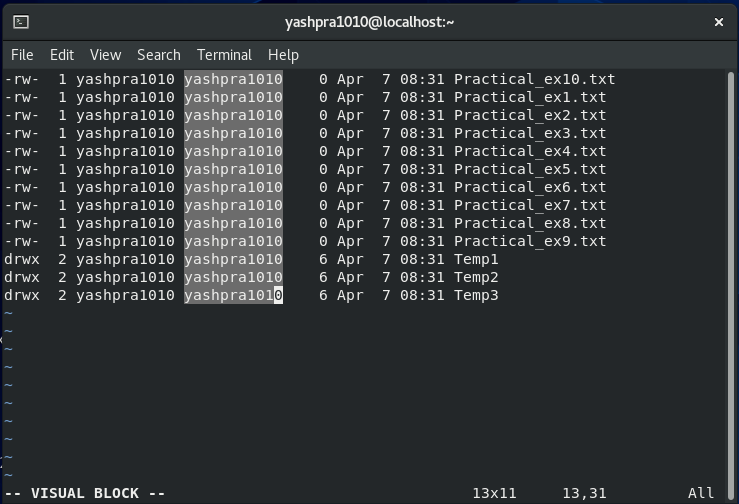 yashpra1010@localhost:~
File Edit View Search Terminal Help
-rw-  1 yashpra1010 yashpra1010    0 Apr  7 08:31 Practical_ex10.txt
-rw-  1 yashpra1010 yashpra1010    0 Apr  7 08:31 Practical_ex1.txt
-rw-  1 yashpra1010 yashpra1010    0 Apr  7 08:31 Practical_ex2.txt
-rw-  1 yashpra1010 yashpra1010    0 Apr  7 08:31 Practical_ex3.txt
-rw-  1 yashpra1010 yashpra1010    0 Apr  7 08:31 Practical_ex4.txt
-rw-  1 yashpra1010 yashpra1010    0 Apr  7 08:31 Practical_ex5.txt
-rw-  1 yashpra1010 yashpra1010    0 Apr  7 08:31 Practical_ex6.txt
-rw-  1 yashpra1010 yashpra1010    0 Apr  7 08:31 Practical_ex7.txt
-rw-  1 yashpra1010 yashpra1010    0 Apr  7 08:31 Practical_ex8.txt
-rw-  1 yashpra1010 yashpra1010    0 Apr  7 08:31 Practical_ex9.txt
drwx  2 yashpra1010 yashpra1010    6 Apr  7 08:31 Temp1
drwx  2 yashpra1010 yashpra1010    6 Apr  7 08:31 Temp2
drwx  2 yashpra1010 yashpra1010    6 Apr  7 08:31 Temp3
~
~
~
~
~
~
~
~
~
~
-- VISUAL BLOCK --    13x11    13,31    All